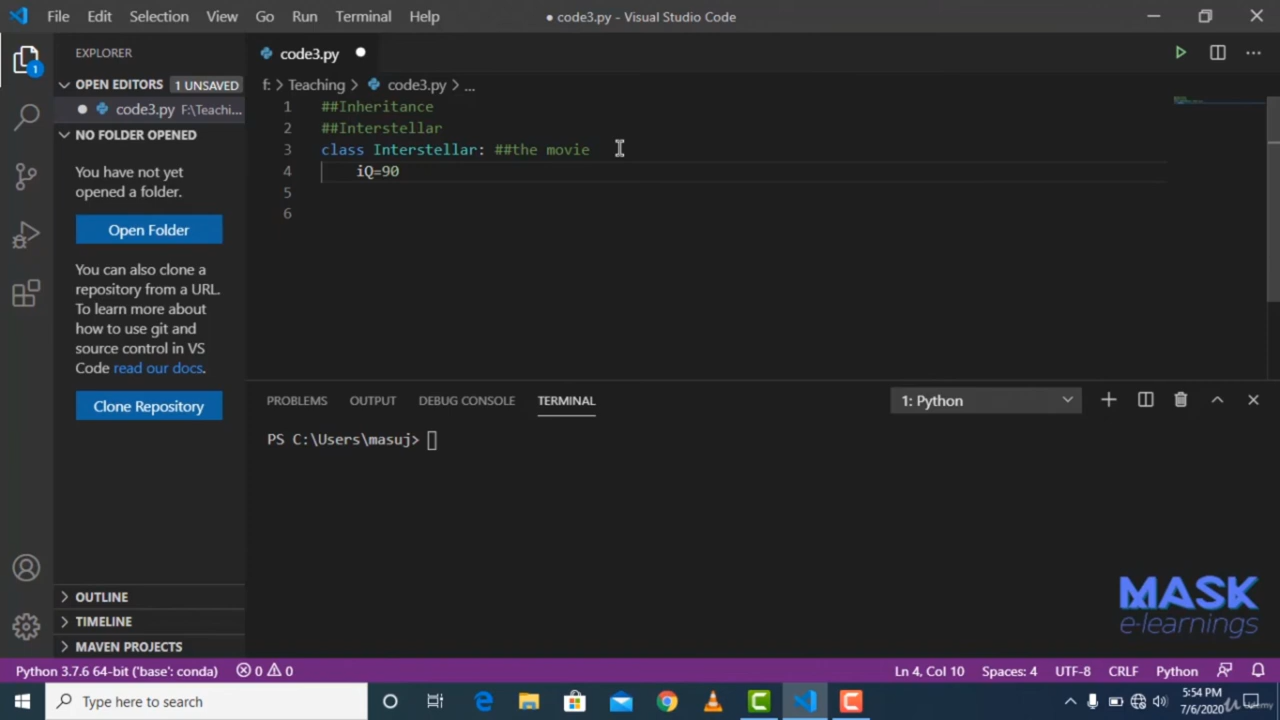 File Edit Selection View Go Run Terminal Help
● code3.py - Visual Studio Code
EXPLORER
OPEN EDITORS 1 UNSAVED
code3.py F:\Teachi...
NO FOLDER OPENED
You have not yet
opened a folder.
Open Folder
You can also clone a
repository from a URL.
To learn more about
how to use git and
source control in VS
Code read our docs.
Clone Repository
OUTLINE
TIMELINE
MAVEN PROJECTS
1
code3.py
f: > Teaching > code3.py > ...
1 ##Inheritance
2 ##Interstellar
3 class Interstellar: ##the movie
4 iQ=90
5
6
PROBLEMS OUTPUT DEBUG CONSOLE TERMINAL
1: Python
PS C:\Users\masuj>
MASK
e-learnings
Python 3.7.6 64-bit ('base': conda) 0 0
Ln 4, Col 10 Spaces: 4 UTF-8 CRLF Python
Type here to search
5:54 PM
7/6/2020
Udemy